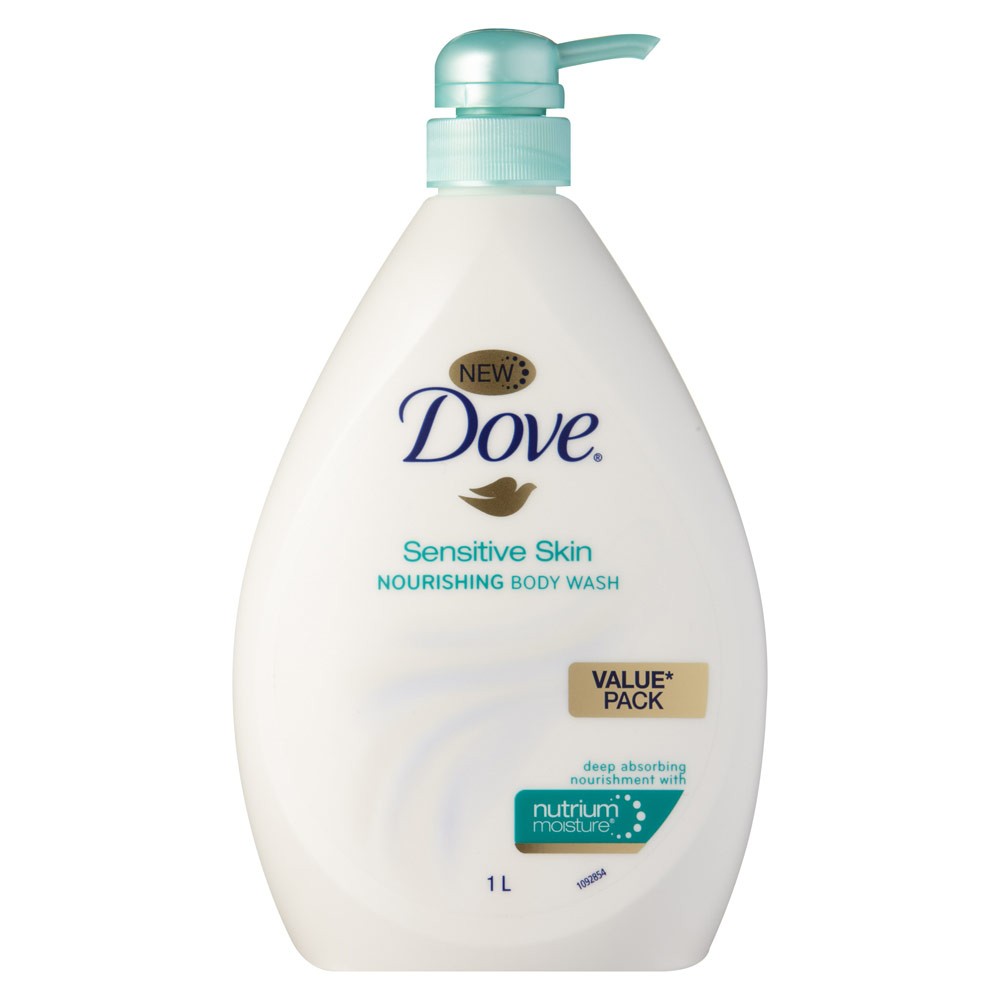 NEW
Dove®
Sensitive Skin
NOURISHING BODY WASH
VALUE*
PACK
deep absorbing
nourishment with
nutrium
moisture®
1 L
1092854